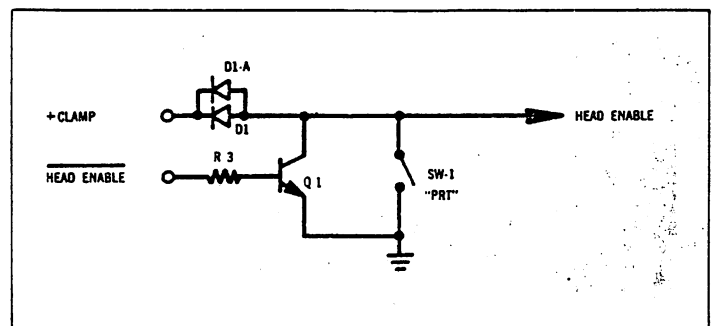 D1-A
+CLAMP
D1
HEAD ENABLE
R 3
HEAD ENABLE
Q 1
SW-1
"PRT"